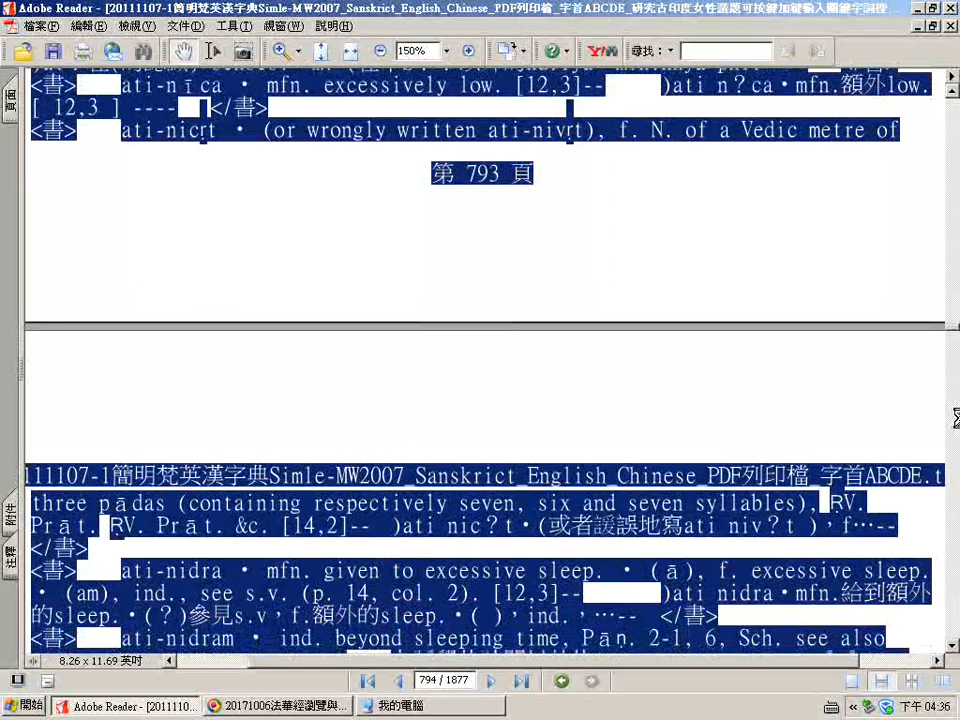 Adobe Reader - [20111107-1簡明梵英漢字典Simle-MW2007_Sanskrict_English_Chinese_PDF列印檔_字首ABCDE_研究古印度女性議題可按鍵加鍵輸入關鍵字詞搜...
檔案(F) 編輯(E) 檢視(V) 文件(D) 工具(T) 視窗(W) 說明(H)
150% Y! 尋找：
頁面
<書> ati-nīca • mfn. excessively low. [12,3]-- )ati n？ca•mfn.額外low.
[ 12,3 ] ---- </書>
<書> ati-nicṛt • (or wrongly written ati-nivṛt), f. N. of a Vedic metre of
第 793 頁
111107-1簡明梵英漢字典Simle-MW2007_Sanskrict_English_Chinese_PDF列印檔_字首ABCDE.t
three pādas (containing respectively seven, six and seven syllables), RV.
Prāt. RV. Prāt. &c. [14,2]-- )ati nic？t•(或者諼誤地寫ati niv？t )，f…--
</書>
<書> ati-nidra • mfn. given to excessive sleep. • (ā), f. excessive sleep.
• (am), ind., see s.v. (p. 14, col. 2). [12,3]-- )ati nidra•mfn.給到額外
的sleep.•(？)參見s.v，f.額外的sleep.•( )，ind.，…-- </書>
<書> ati-nidram • ind. beyond sleeping time, Pāṇ. 2-1, 6, Sch. see also
附件
注釋
8.26 x 11.69 英吋
794 / 1877
開始 Adobe Reader - [2011110... 20171006法華經瀏覽與... 我的電腦 下午 04:36